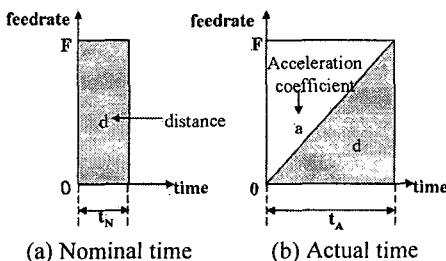 feedrate
F
d
distance
0
time
t_N
(a) Nominal time
feedrate
F
Acceleration
coefficient
a
d
0
time
t_A
(b) Actual time